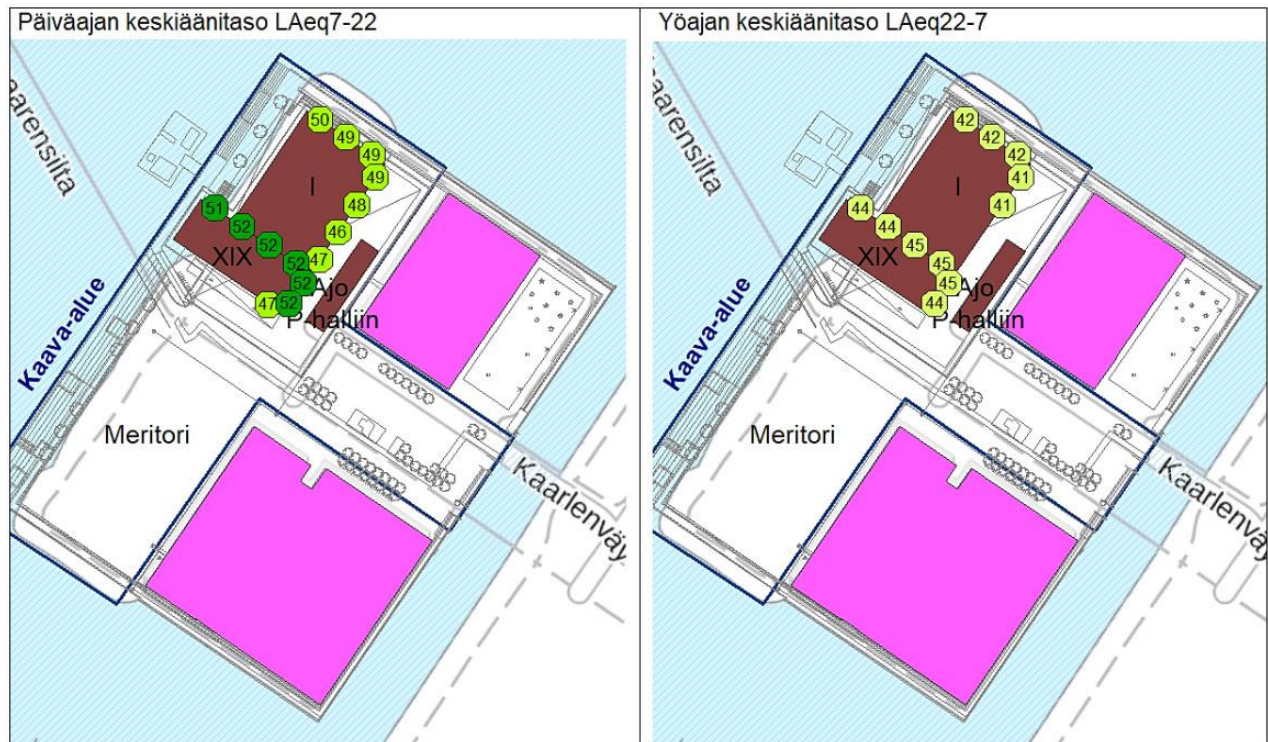 Päiväajan keskiäänitaso LAeq7-22
aarensilta
50
49
49
49
I
48
51
46
52
52
XIX
47
52
52
Ajo
47
52
P-halliin
Kaava-alue
Meritori
Kaarlenväy
Yöajan keskiäänitaso LAeq22-7
aarensilta
42
42
42
41
I
41
44
44
45
XIX
45
45
Ajo
44
P-halliin
Kaava-alue
Meritori
Kaarlenväy